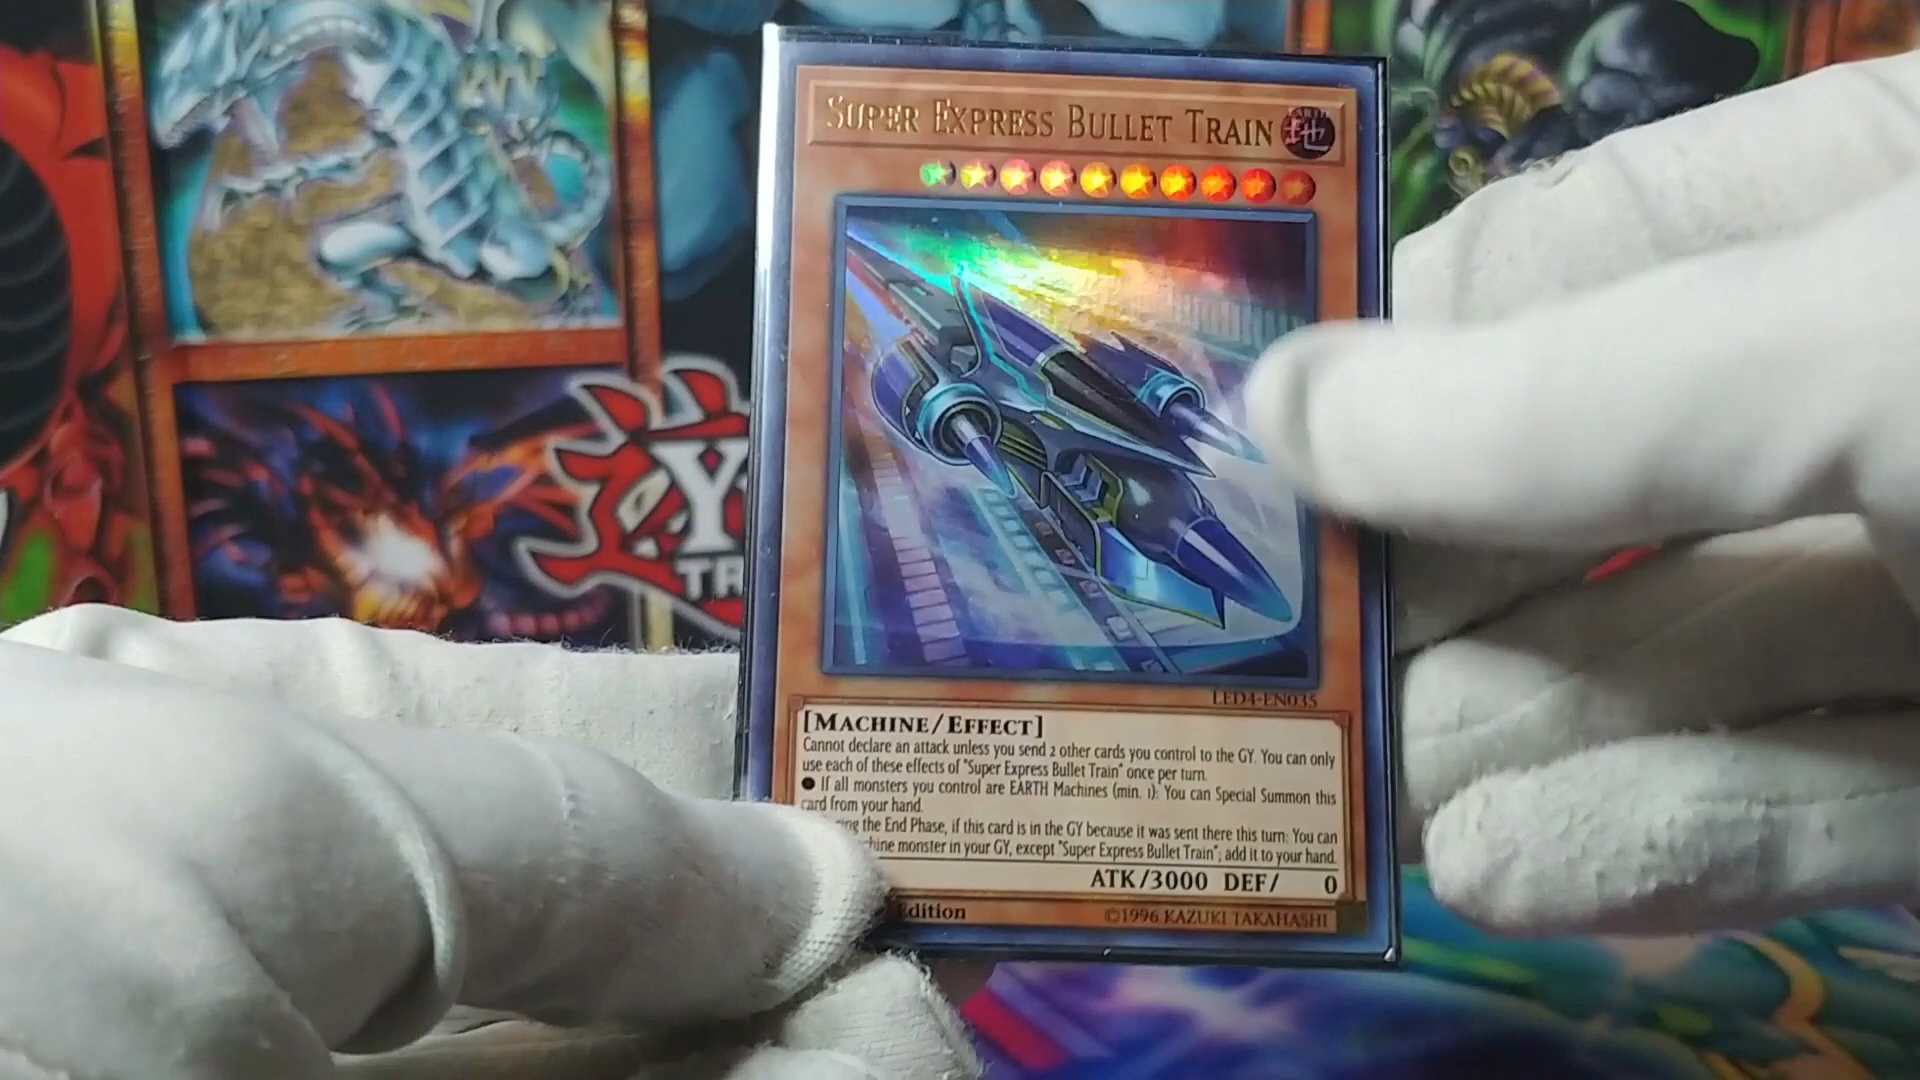 SUPER EXPRESS BULLET TRAIN
EARTH
地
LED4-EN035
[MACHINE/EFFECT]
Cannot declare an attack unless you send 2 other cards you control to the GY. You can only
use each of these effects of "Super Express Bullet Train" once per turn.
● If all monsters you control are EARTH Machines (min. 1): You can Special Summon this
card from your hand.
the End Phase, if this card is in the GY because it was sent there this turn: You can
monster in your GY, except "Super Express Bullet Train"; add it to your hand.
ATK/3000 DEF/ 0
Edition
©1996 KAZUKI TAKAHASHI
Y
TR